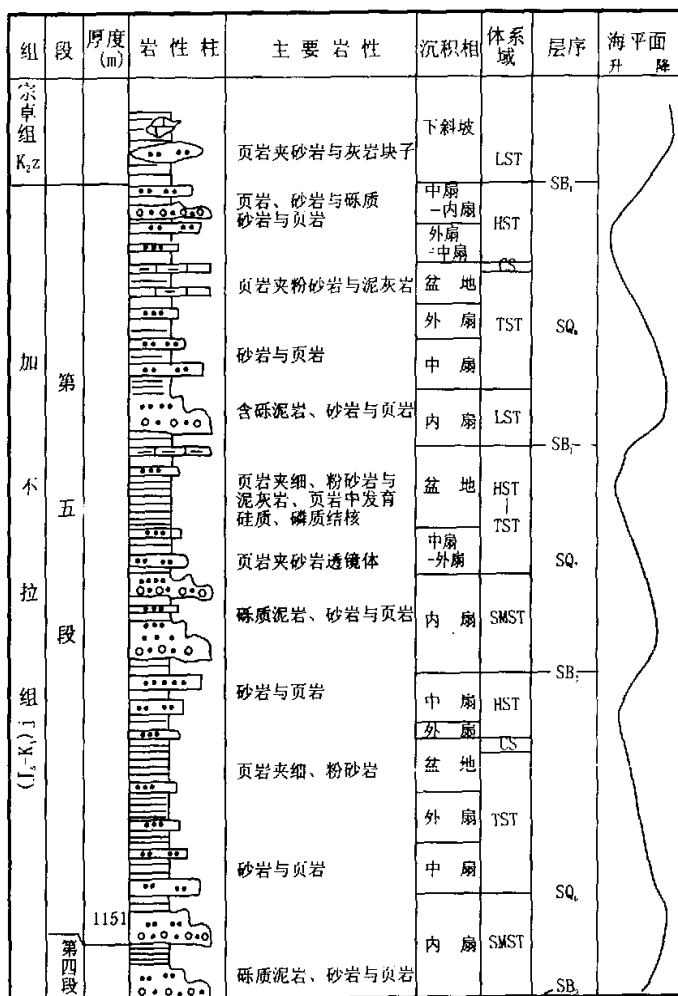 组 段 厚度(m) 岩性柱 主要岩性 沉积相 体系域 层序 海平面
升 降
宗卓组
K₂z
下斜坡
页岩夹砂岩与灰岩块子
LST
页岩、砂岩与砾质
砂岩与页岩
中扇
-内扇
HST
外扇
-中扇
CS
页岩夹粉砂岩与泥灰岩
盆地
外扇
TST
砂岩与页岩
中扇
含砾泥岩、砂岩与页岩
内扇
LST
页岩夹细、粉砂岩与
泥灰岩、页岩中发育
硅质、磷质结核
盆地
HST
|
TST
页岩夹砂岩透镜体
中扇
-外扇
砾质泥岩、砂岩与页岩
内扇
SMST
砂岩与页岩
中扇
HST
外扇
CS
页岩夹细、粉砂岩
盆地
外扇
TST
砂岩与页岩
中扇
1151
内扇
SMST
砾质泥岩、砂岩与页岩
加不拉组
第五段
第四段